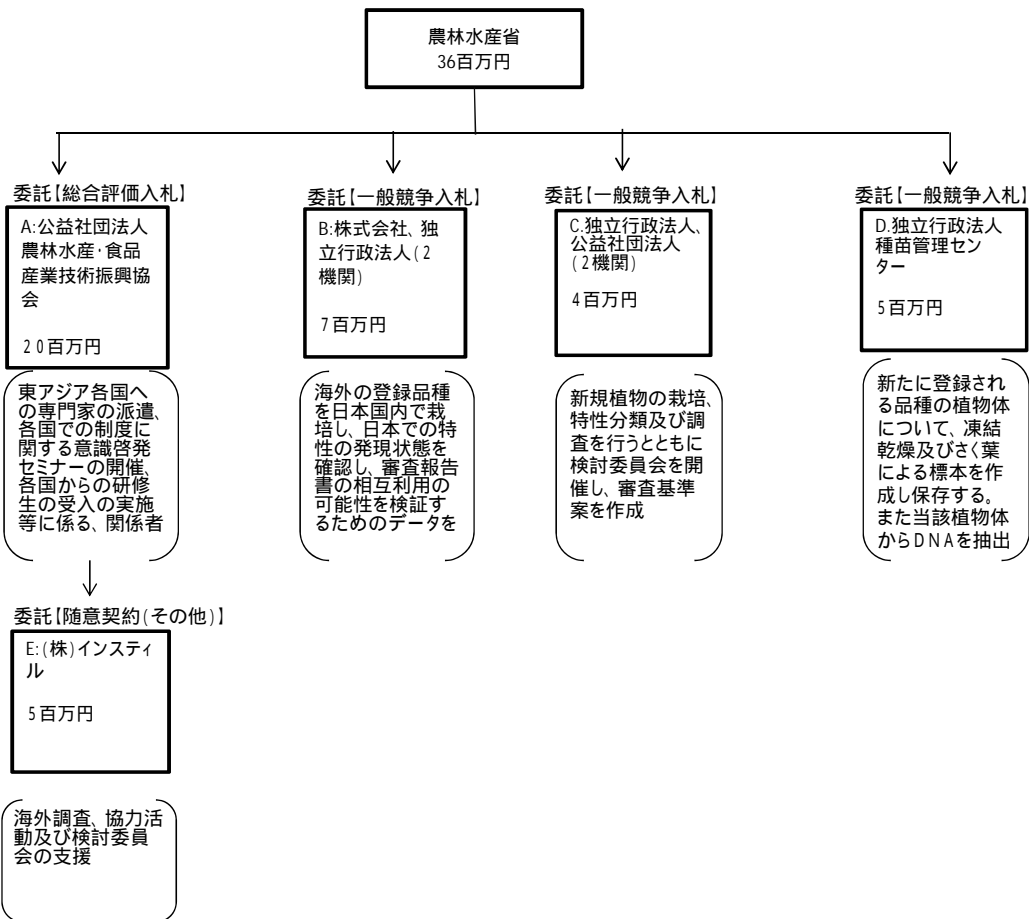 農林水産省
36百万円
委託【総合評価入札】
A:公益社団法人
農林水産・食品
産業技術振興協
会
20百万円
東アジア各国へ
の専門家の派遣、
各国での制度に
関する意識啓発
セミナーの開催、
各国からの研修
生の受入の実施
等に係る、関係者
委託【一般競争入札】
B:株式会社、独
立行政法人(2
機関)
7百万円
海外の登録品種
を日本国内で栽
培し、日本での特
性の発現状態を
確認し、審査報告
書の相互利用の
可能性を検証す
るためのデータを
委託【一般競争入札】
C.独立行政法人、
公益社団法人
(2機関)
4百万円
新規植物の栽培、
特性分類及び調
査を行うとともに
検討委員会を開
催し、審査基準
案を作成
委託【一般競争入札】
D.独立行政法人
種苗管理セン
ター
5百万円
新たに登録され
る品種の植物体
について、凍結
乾燥及びさく葉
による標本を作
成し保存する。
また当該植物体
からDNAを抽出
委託【随意契約(その他)】
E:(株)インスティ
ル
5百万円
海外調査、協力活
動及び検討委員
会の支援